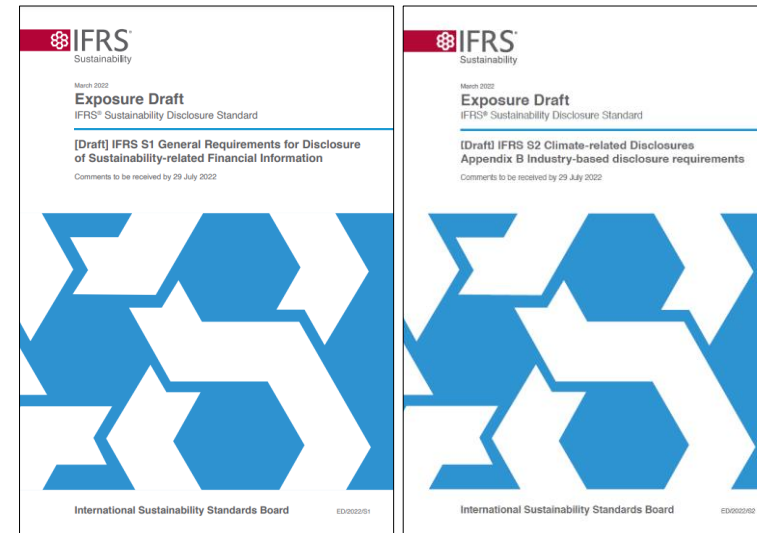 IFRS®
Sustainability
March 2022
Exposure Draft
IFRS® Sustainability Disclosure Standard
[Draft] IFRS S1 General Requirements for Disclosure
of Sustainability-related Financial Information
Comments to be received by 29 July 2022
International Sustainability Standards Board
ED/2022/S1
IFRS®
Sustainability
March 2022
Exposure Draft
IFRS® Sustainability Disclosure Standard
[Draft] IFRS S2 Climate-related Disclosures
Appendix B Industry-based disclosure requirements
Comments to be received by 29 July 2022
International Sustainability Standards Board
ED/2022/S2